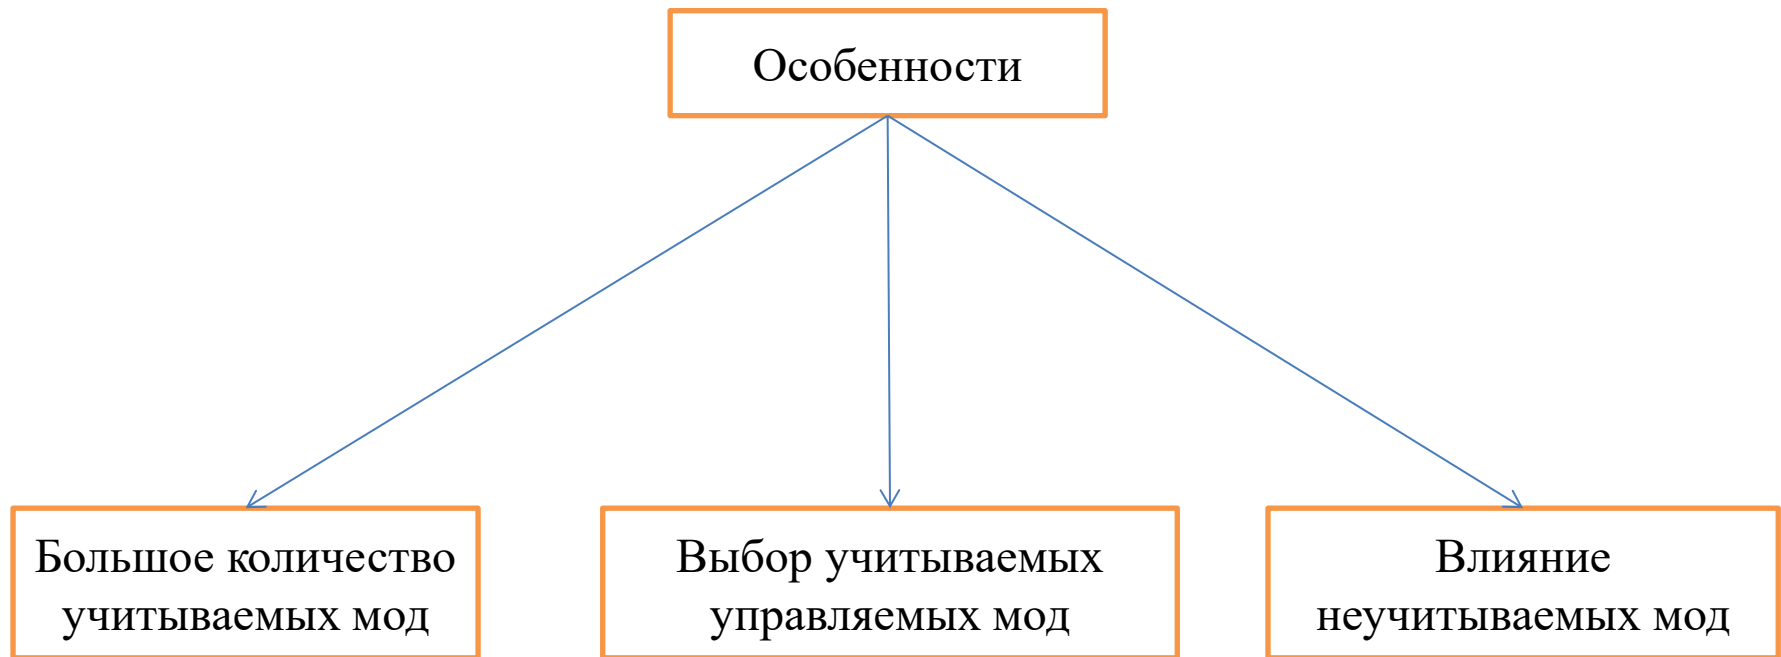 Особенности
Большое количество
учитываемых мод
Выбор учитываемых
управляемых мод
Влияние
неучитываемых мод